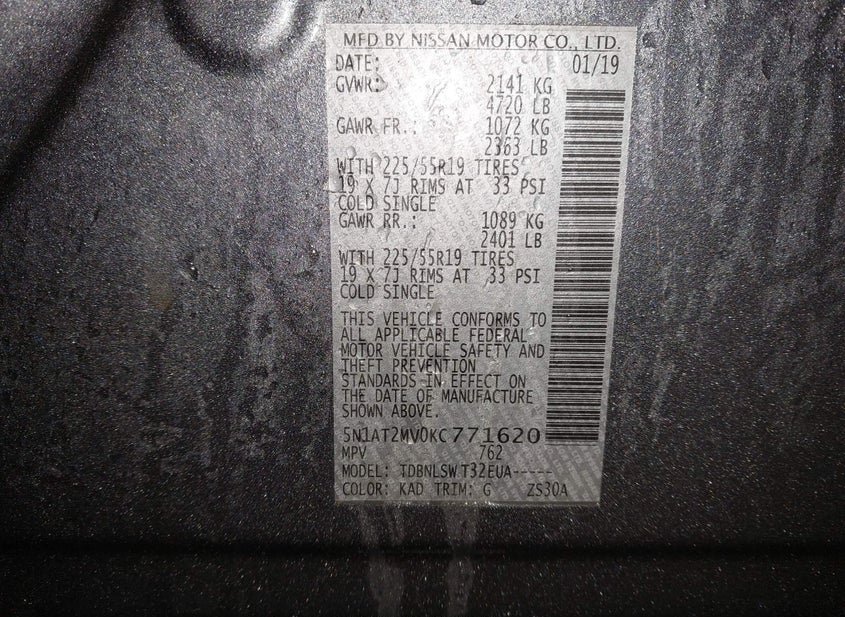 MFD BY NISSAN MOTOR CO., LTD.
DATE: 01/19
GVWR: 2141 KG
4720 LB
GAWR FR.: 1072 KG
2363 LB
WITH 225/55R19 TIRES,
19 X 7J RIMS AT 33 PSI
COLD SINGLE
GAWR RR.: 1089 KG
2401 LB
WITH 225/55R19 TIRES
19 X 7J RIMS AT 33 PSI
COLD SINGLE
THIS VEHICLE CONFORMS TO
ALL APPLICABLE FEDERAL
MOTOR VEHICLE SAFETY AND
THEFT PREVENTION
STANDARDS IN EFFECT ON
THE DATE OF MANUFACTURE
SHOWN ABOVE.
5N1AT2MV0KC771620
MPV 762
MODEL: TDBNLSW T32EUA-----
COLOR: KAD TRIM: G ZS30A